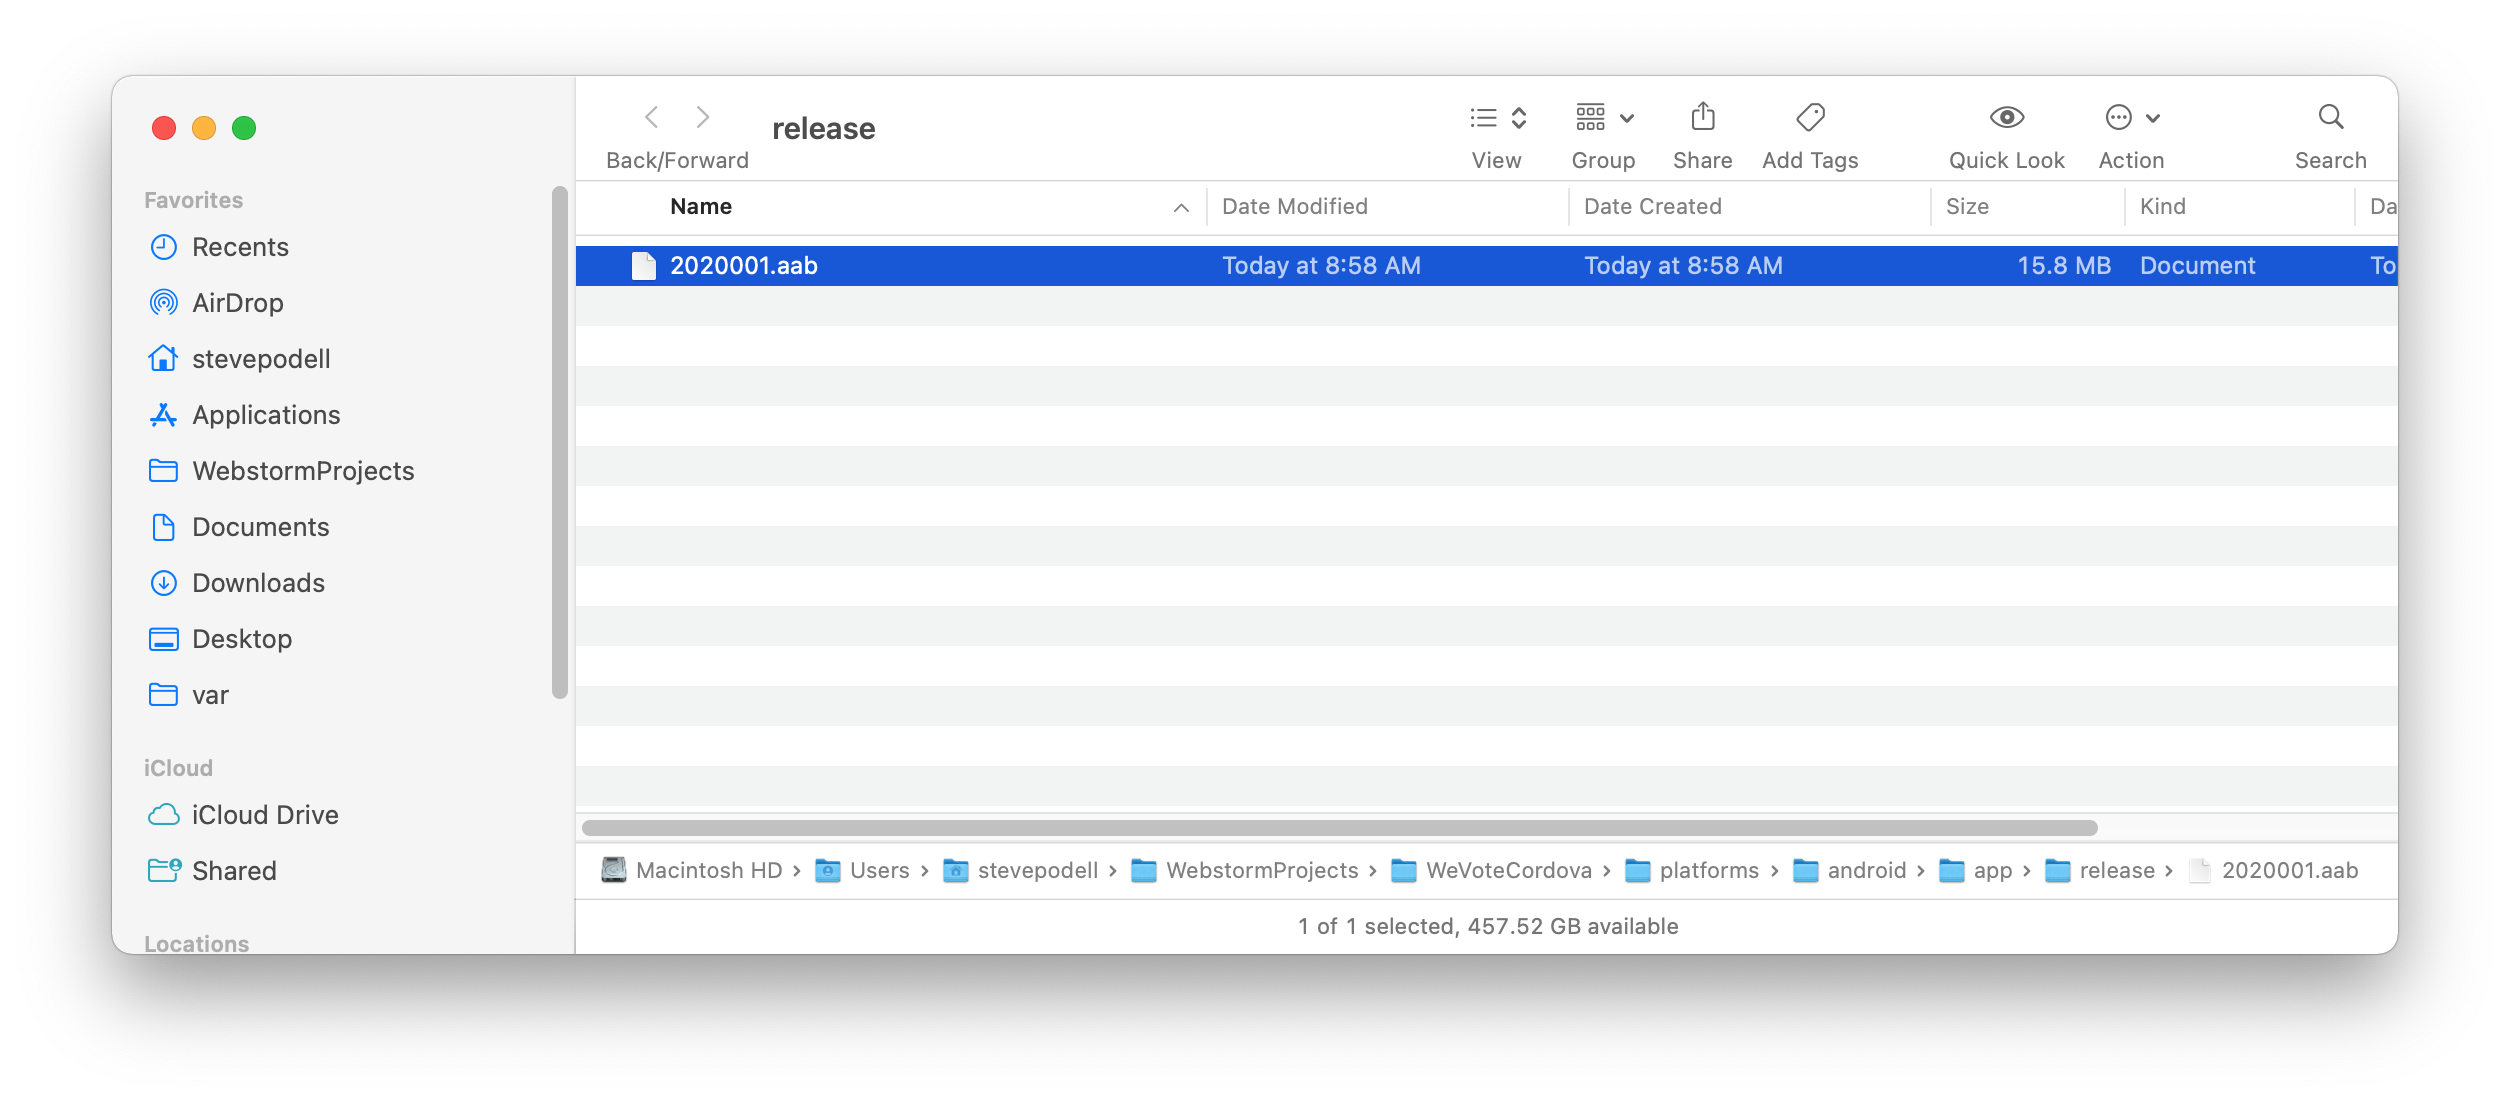 release
Back/Forward
View
Group
Share
Add Tags
Quick Look
Action
Search
Favorites
Recents
AirDrop
stevepodell
Applications
WebstormProjects
Documents
Downloads
Desktop
var
iCloud
iCloud Drive
Shared
Locations
Name Date Modified Date Created Size Kind Da
2020001.aab Today at 8:58 AM Today at 8:58 AM 15.8 MB Document To
Macintosh HD › Users › stevepodell › WebstormProjects › WeVoteCordova › platforms › android › app › release › 2020001.aab
1 of 1 selected, 457.52 GB available